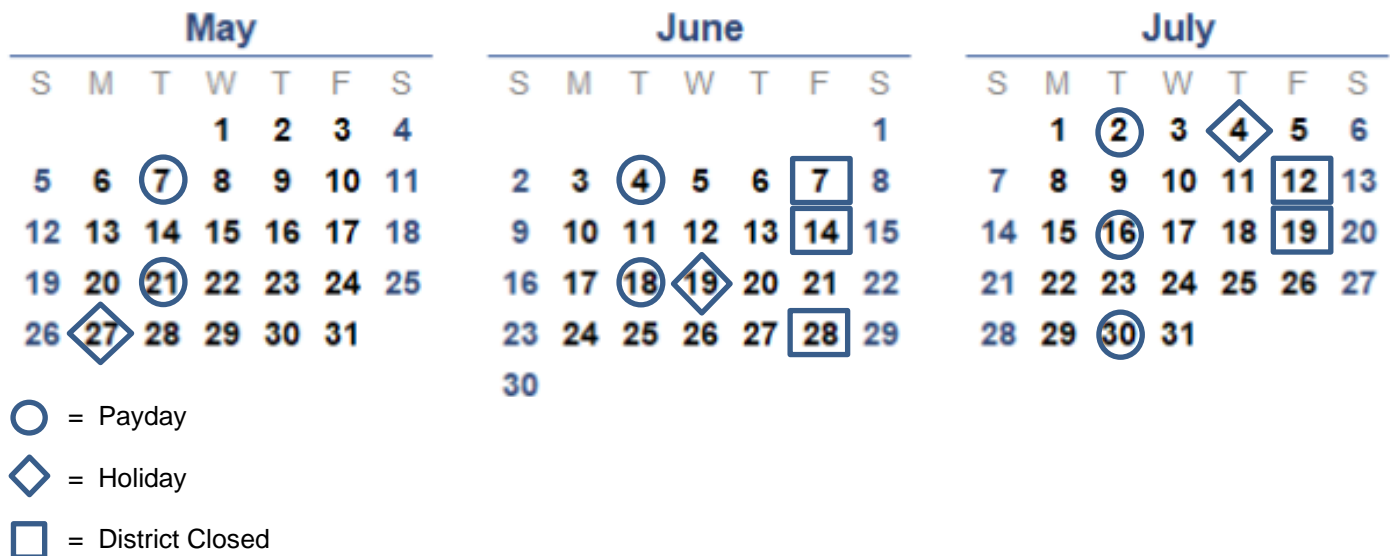 May June July
S M T W T F S S M T W T F S S M T W T F S
1 2 3 4 1 1 2 3 4 5 6
5 6 7 8 9 10 11 2 3 4 5 6 7 8 7 8 9 10 11 12 13
12 13 14 15 16 17 18 9 10 11 12 13 14 15 14 15 16 17 18 19 20
19 20 21 22 23 24 25 16 17 18 19 20 21 22 21 22 23 24 25 26 27
26 27 28 29 30 31 23 24 25 26 27 28 29 28 29 30 31
30
= Payday
= Holiday
= District Closed